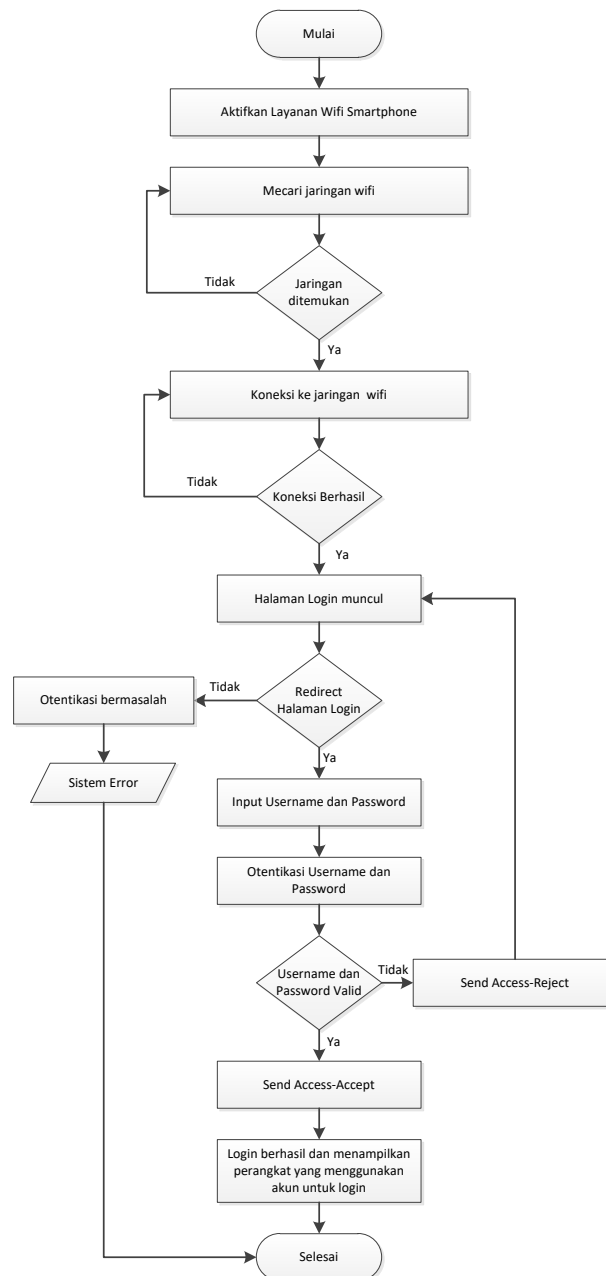 Mulai
Aktifkan Layanan Wifi Smartphone
Mecari jaringan wifi
Tidak
Jaringan
ditemukan
Ya
Koneksi ke jaringan wifi
Tidak
Koneksi Berhasil
Ya
Halaman Login muncul
Otentikasi bermasalah
Tidak
Redirect
Halaman Login
Ya
Sistem Error
Input Username dan Password
Otentikasi Username dan
Password
Username dan
Password Valid
Tidak
Send Access-Reject
Ya
Send Access-Accept
Login berhasil dan menampilkan
perangkat yang menggunakan
akun untuk login
Selesai